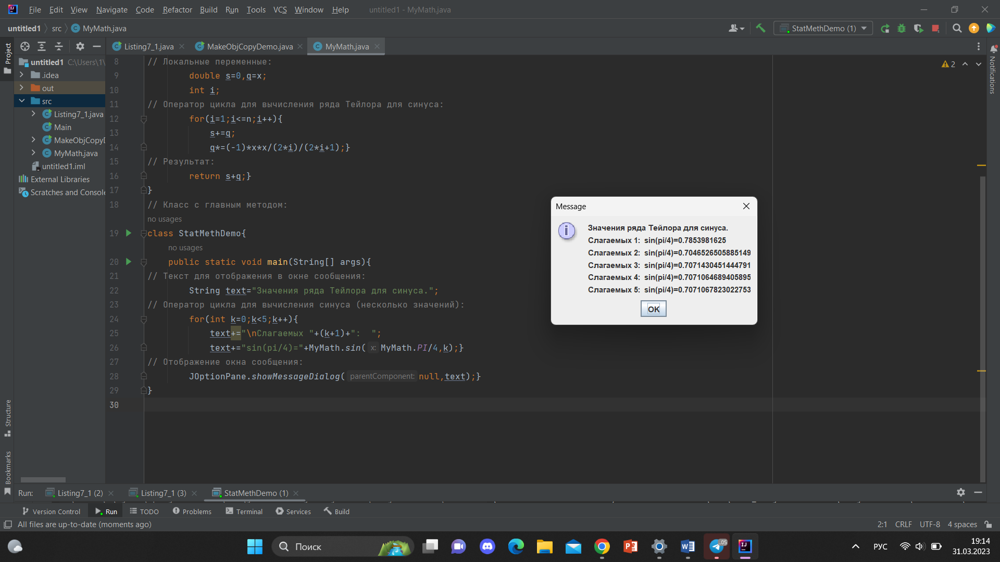 File Edit View Navigate Code Refactor Build Run Tools VCS Window Help untitled1 - MyMath.java
untitled1 src MyMath.java StatMethDemo (1)
Project
Listing7_1.java MakeObjCopyDemo.java MyMath.java
untitled1 C:\Users\1\
.idea
out
src
Listing7_1.java
Main
MakeObjCopyD
MyMath.java
untitled1.iml
External Libraries
Scratches and Console
2
Notifications
8 // Локальные переменные:
9 double s=0,q=x;
10 int i;
11 // Оператор цикла для вычисления ряда Тейлора для синуса:
12 for(i=1;i<=n;i++){
13 s+=q;
14 q*=(-1)*x*x/(2*i)/(2*i+1);}
15 // Результат:
16 return s+q;}
17 }
18 // Класс с главным методом:
no usages
19 class StatMethDemo{
no usages
20 public static void main(String[] args){
21 // Текст для отображения в окне сообщения:
22 String text="Значения ряда Тейлора для синуса.";
23 // Оператор цикла для вычисления синуса (несколько значений):
24 for(int k=0;k<5;k++){
25 text+="\nСлагаемых "+(k+1)+":  ";
26 text+="sin(pi/4)="+MyMath.sin( x: MyMath.PI/4,k);}
27 // Отображение окна сообщения:
28 JOptionPane.showMessageDialog( parentComponent: null,text);}
29 }
30
Message
Значения ряда Тейлора для синуса.
Слагаемых 1:  sin(pi/4)=0.7853981625
Слагаемых 2:  sin(pi/4)=0.7046526505885149
Слагаемых 3:  sin(pi/4)=0.7071430451444791
Слагаемых 4:  sin(pi/4)=0.7071064689405895
Слагаемых 5:  sin(pi/4)=0.7071067823022753
OK
Structure
Bookmarks
Run: Listing7_1 (2) Listing7_1 (3) StatMethDemo (1)
Version Control Run TODO Problems Terminal Services Build
All files are up-to-date (moments ago) 2:1 CRLF UTF-8 4 spaces
Поиск РУС 19:14
31.03.2023